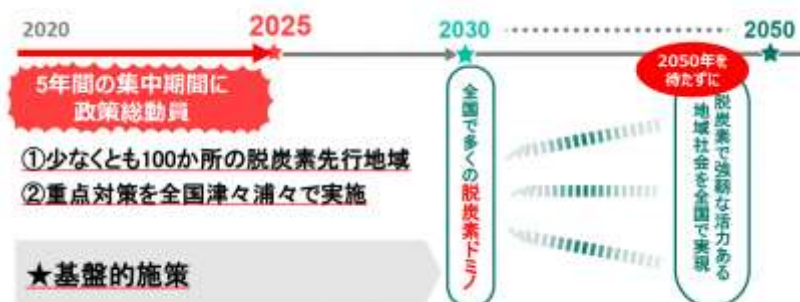 2020
2025
2030
2050
5年間の集中期間に
政策総動員
2050年を
待たずに
①少なくとも100か所の脱炭素先行地域
②重点対策を全国津々浦々で実施
★基盤的施策
全国で多くの脱炭素ドミノ
脱炭素で強靭な活力ある
地域社会を全国で実現